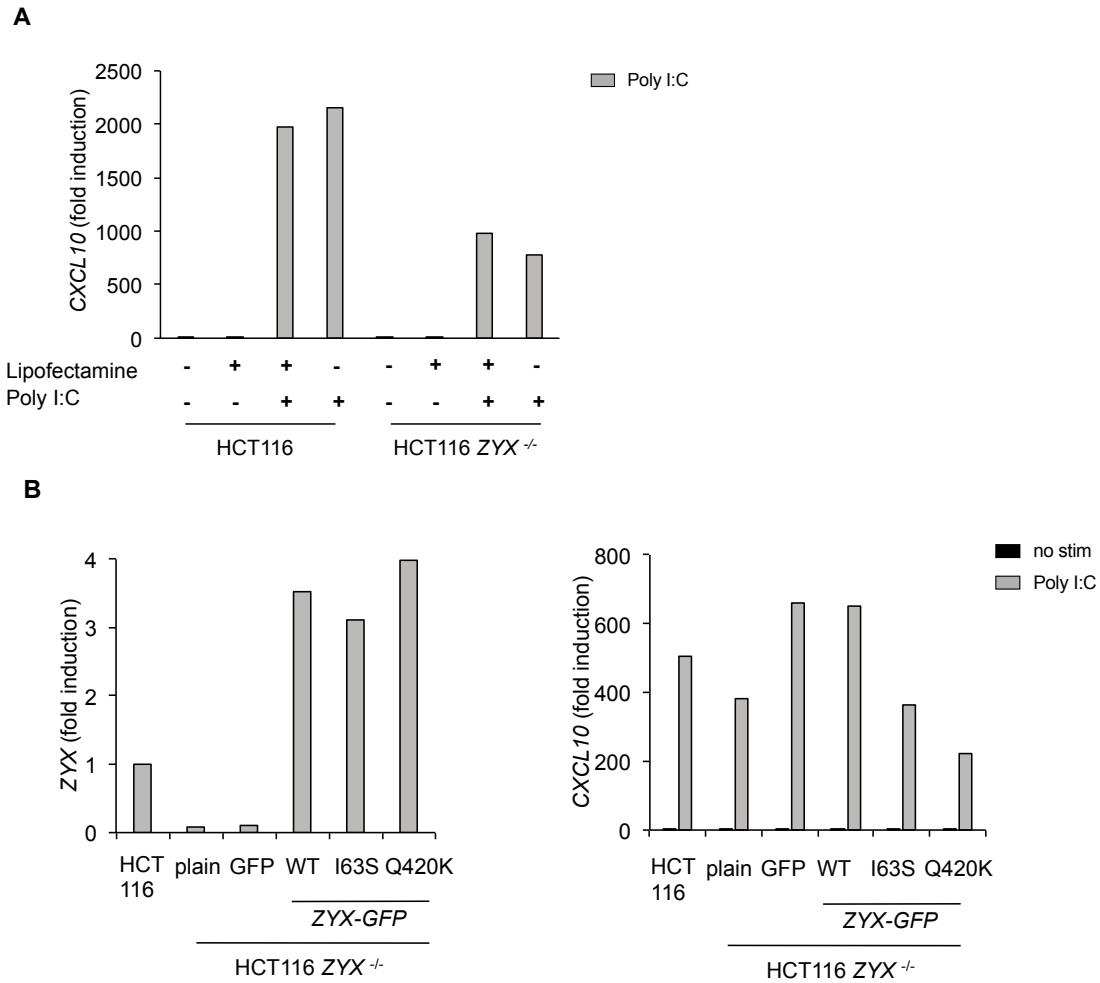 A
CXCL10 (fold induction)
2500
2000
1500
1000
500
0
Poly I:C
Lipofectamine - + + - - + + -
Poly I:C - - + + - - + +
HCT116 HCT116 ZYX -/-
B
ZYX (fold induction)
4
3
2
1
0
HCT
116 plain GFP WT I63S Q420K
ZYX-GFP
HCT116 ZYX -/-
CXCL10 (fold induction)
800
600
400
200
0
no stim
Poly I:C
HCT
116 plain GFP WT I63S Q420K
ZYX-GFP
HCT116 ZYX -/-